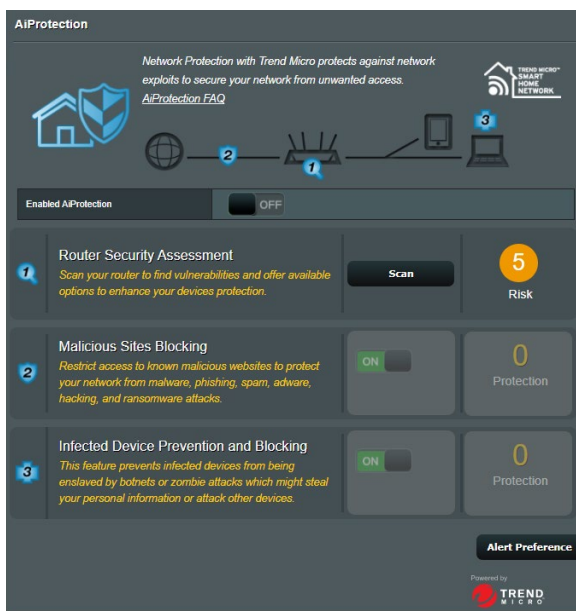 AiProtection
Network Protection with Trend Micro protects against network
exploits to secure your network from unwanted access.
AiProtection FAQ
TREND MICRO™
SMART
HOME
NETWORK
3
2
1
Enabled AiProtection
OFF
1
Router Security Assessment
Scan your router to find vulnerabilities and offer available
options to enhance your devices protection.
Scan
5
Risk
2
Malicious Sites Blocking
Restrict access to known malicious websites to protect
your network from malware, phishing, spam, adware,
hacking, and ransomware attacks.
ON
0
Protection
3
Infected Device Prevention and Blocking
This feature prevents infected devices from being
enslaved by botnets or zombie attacks which might steal
your personal information or attack other devices.
ON
0
Protection
Alert Preference
Powered by
TREND
MICRO